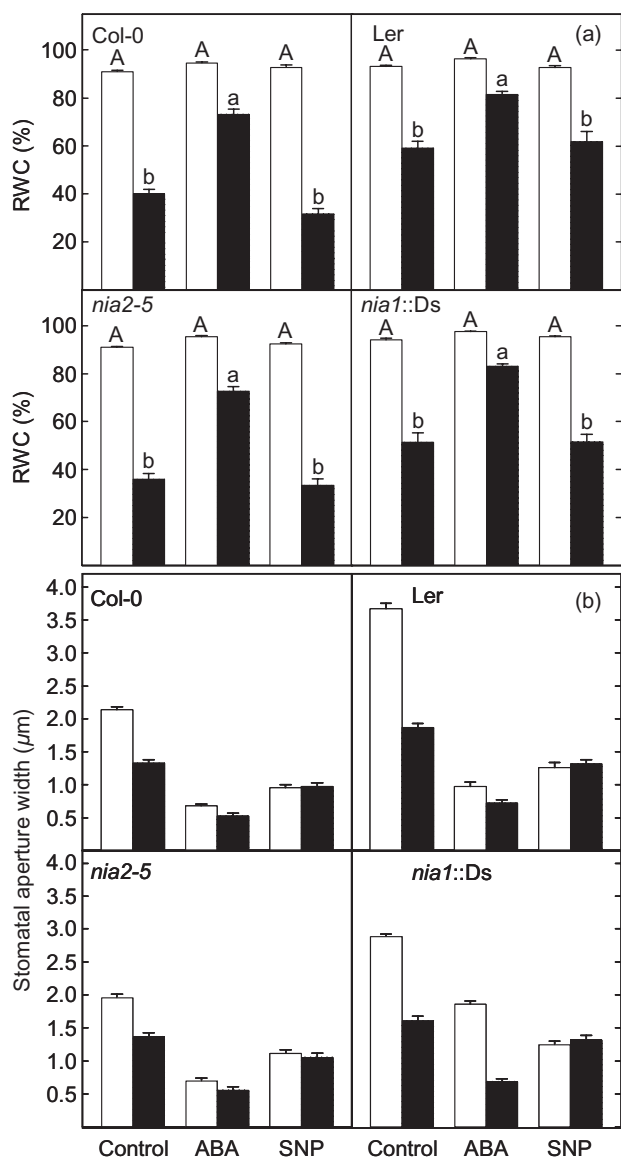 Col-0 Ler (a)
100 A A A A A A
80 a a
RWC (%)
60 b b
40 b b
20
nia2-5 nia1::Ds
100 A A A A A A
80 a a
RWC (%)
60 b b
40 b b
20
4.0 Col-0 Ler (b)
3.5
3.0
2.5
2.0
1.5
1.0
0.5
Stomatal aperture width (μm)
4.0 nia2-5 nia1::Ds
3.5
3.0
2.5
2.0
1.5
1.0
0.5
Control ABA SNP Control ABA SNP